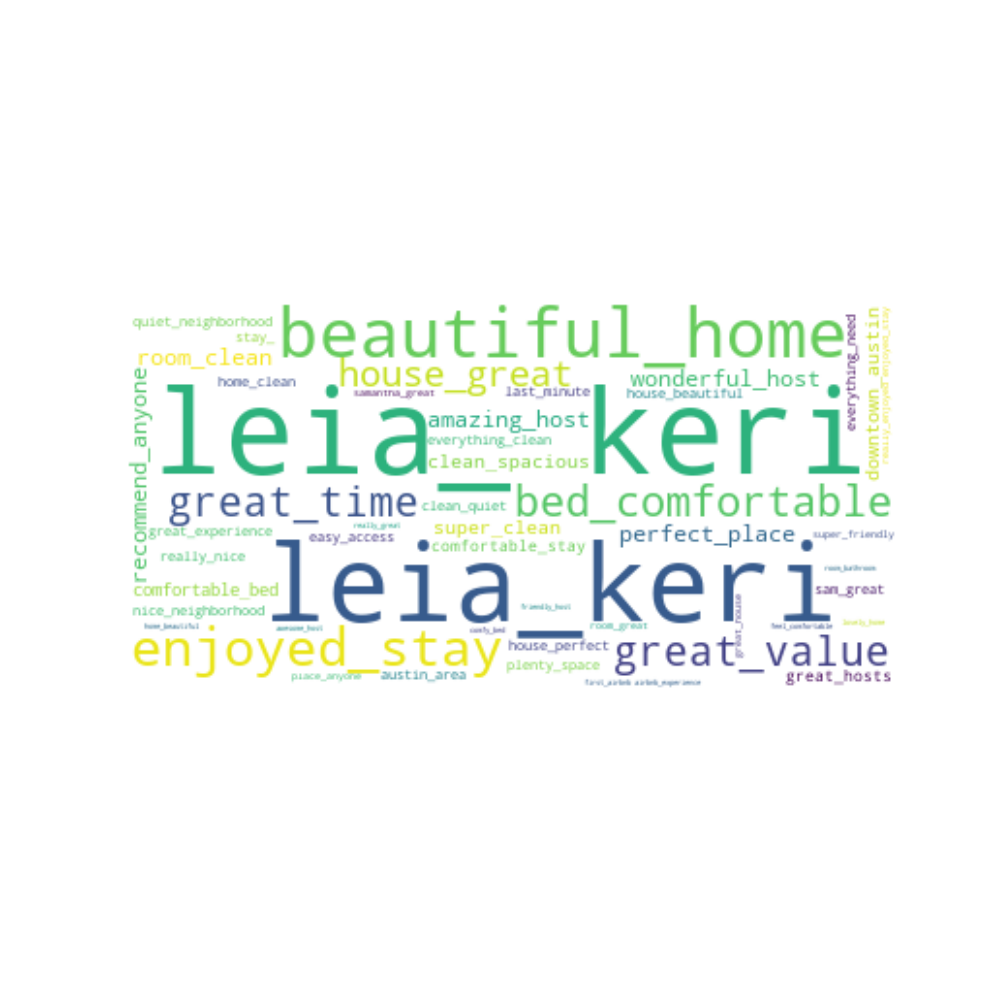 quiet_neighborhood
beautiful_home
stay_
room_clean
house_great
wonderful_host
home_clean
samantha_great
last_minute
house_beautiful
everything_need
downtown_austin
really_enjoyed enjoyed_stay
recommend_anyone
leia_keri
amazing_host
everything_clean
clean_spacious
great_time
bed_comfortable
clean_quiet
really_great
super_clean
perfect_place
super_friendly
great_experience
easy_access
comfortable_stay
really_nice
leia_keri
room_bathroom
comfortable_bed
sam_great
nice_neighborhood
friendly_host
great_house
home_beautiful
awesome_host
comfy_bed
room_great
feel_comfortable
lovely_home
enjoyed_stay
house_perfect
great_value
plenty_space
place_anyone
austin_area
great_hosts
first_airbnb airbnb_experience